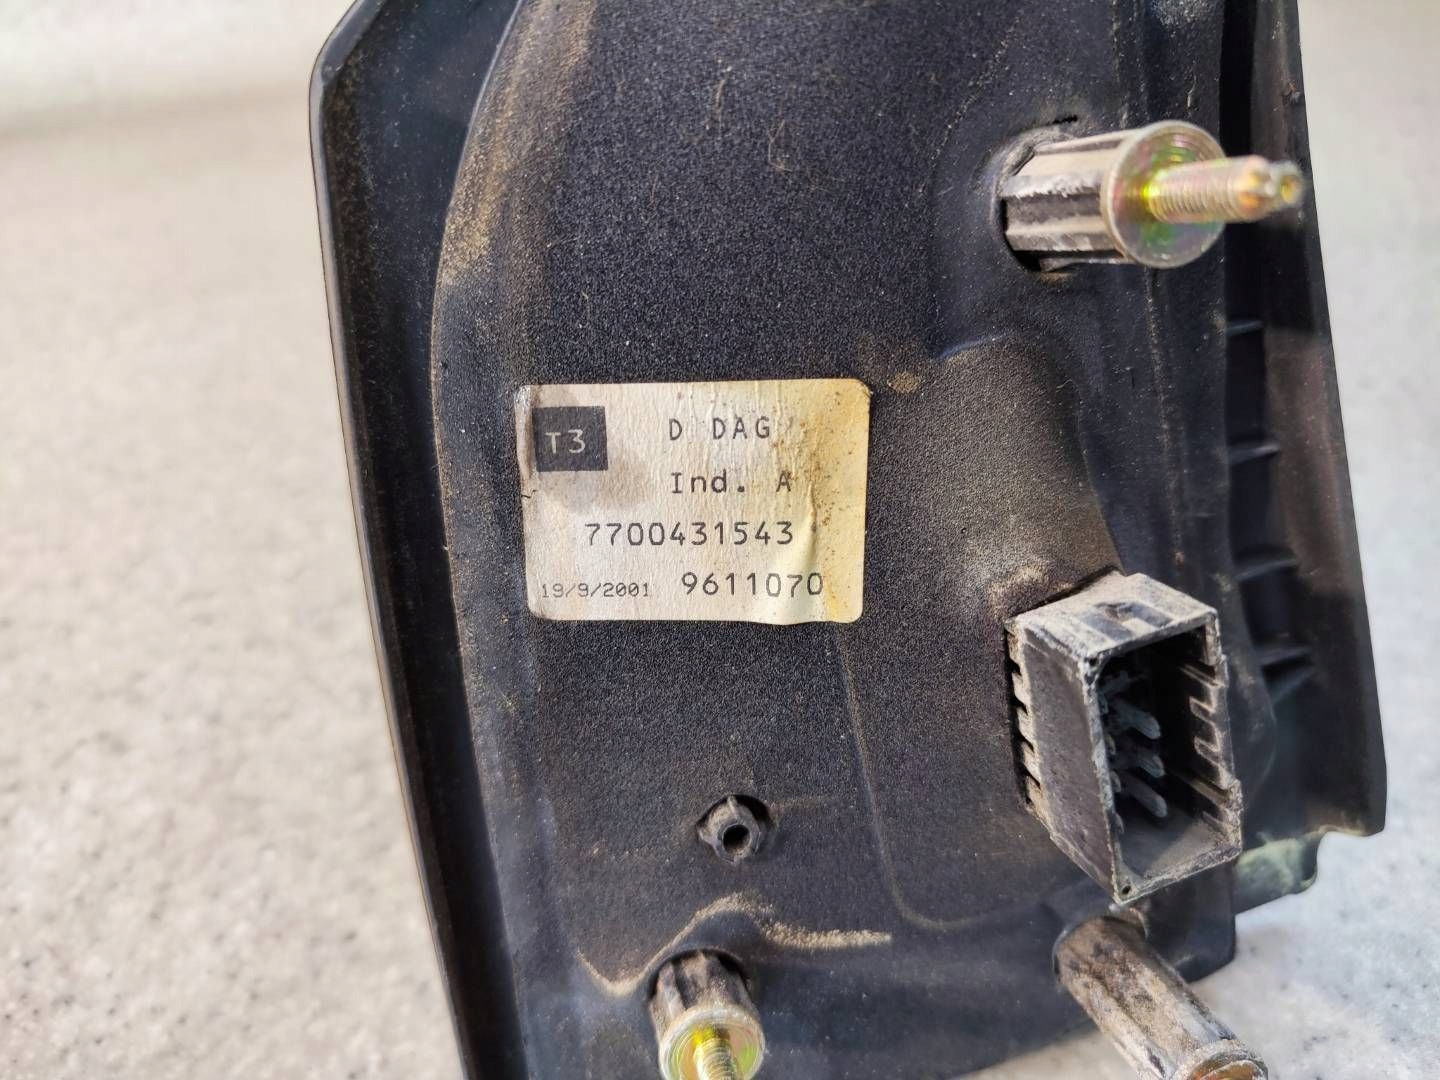 T3 D DAG
Ind. A
7700431543
19/9/2001 9611070